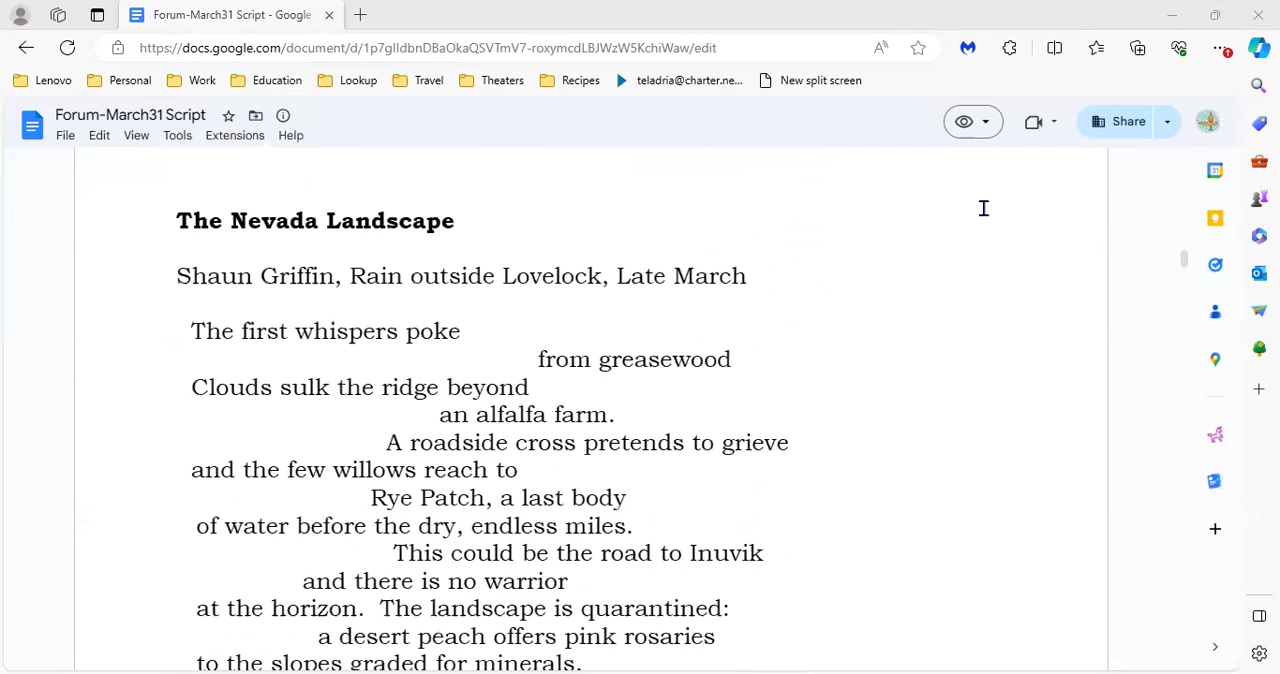 Forum-March31 Script - Google
https://docs.google.com/document/d/1p7glIdbnDBaOkaQSVTmV7-roxymcdLBJWzW5KchiWaw/edit
Lenovo
Personal
Work
Education
Lookup
Travel
Theaters
Recipes
teladria@charter.ne...
New split screen
Forum-March31 Script
File
Edit
View
Tools
Extensions
Help
Share
The Nevada Landscape
Shaun Griffin, Rain outside Lovelock, Late March
The first whispers poke
from greasewood
Clouds sulk the ridge beyond
an alfalfa farm.
A roadside cross pretends to grieve
and the few willows reach to
Rye Patch, a last body
of water before the dry, endless miles.
This could be the road to Inuvik
and there is no warrior
at the horizon.  The landscape is quarantined:
a desert peach offers pink rosaries
to the slopes graded for minerals.